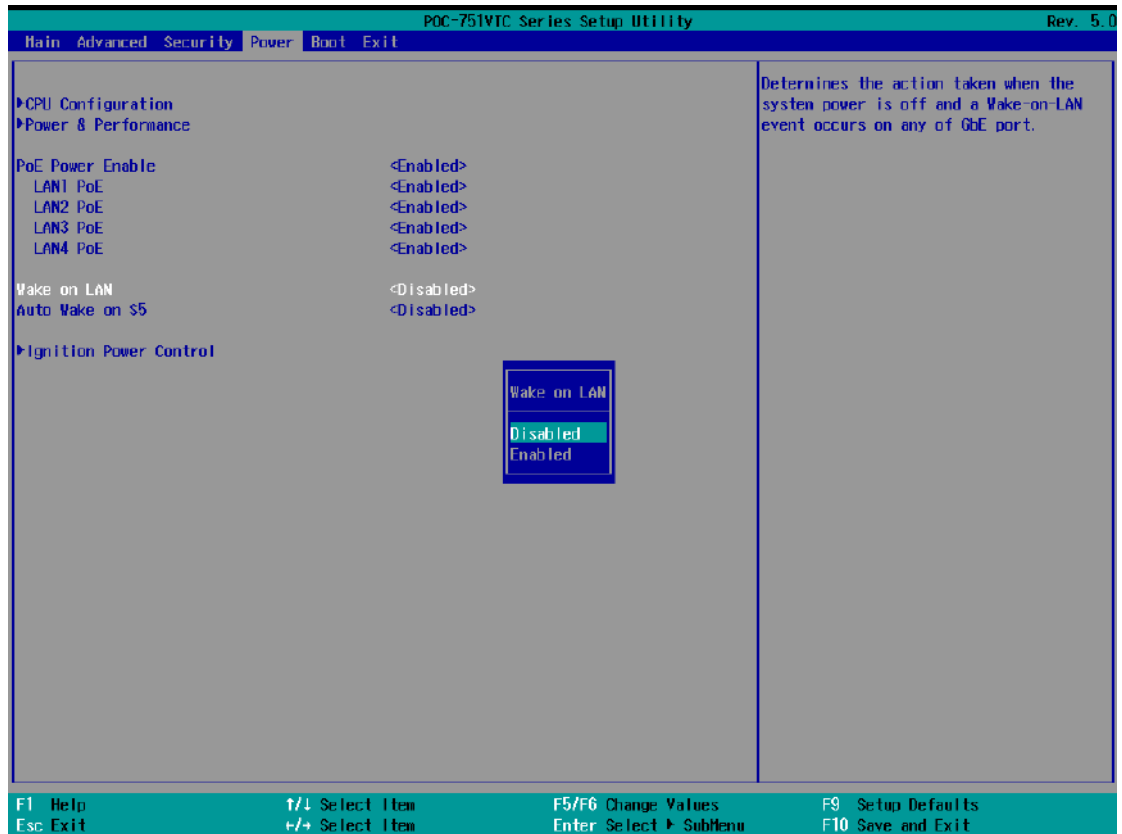 POC-751VTC Series Setup Utility Rev. 5.0
Main Advanced Security Power Boot Exit
▶CPU Configuration
▶Power & Performance
PoE Power Enable <Enabled>
LAN1 PoE <Enabled>
LAN2 PoE <Enabled>
LAN3 PoE <Enabled>
LAN4 PoE <Enabled>
Wake on LAN <Disabled>
Auto Wake on S5 <Disabled>
▶Ignition Power Control
Wake on LAN
Disabled
Enabled
Determines the action taken when the
system power is off and a Wake-on-LAN
event occurs on any of GbE port.
F1 Help ↑/↓ Select Item F5/F6 Change Values F9 Setup Defaults
Esc Exit ←/→ Select Item Enter Select ▶ SubMenu F10 Save and Exit